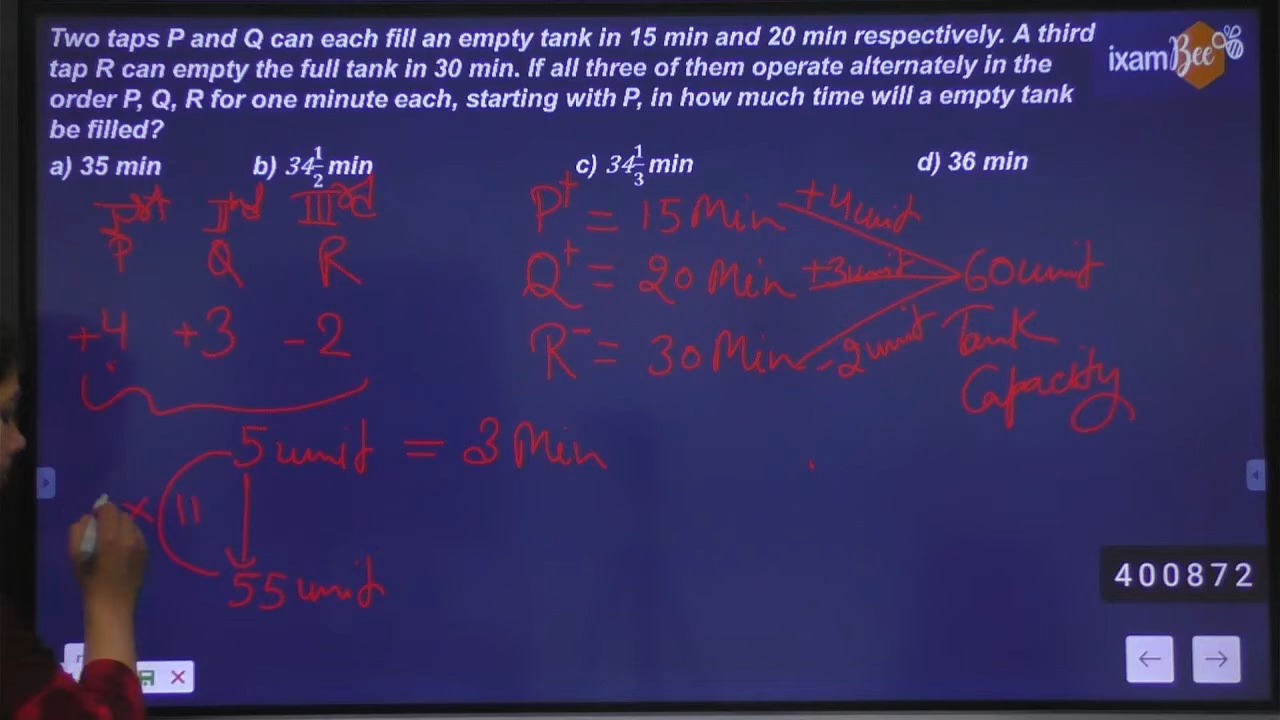 Two taps P and Q can each fill an empty tank in 15 min and 20 min respectively. A third
tap R can empty the full tank in 30 min. If all three of them operate alternately in the
order P, Q, R for one minute each, starting with P, in how much time will a empty tank
be filled?
ixamBee
a) 35 min b) 34 1/2 min c) 34 1/3 min d) 36 min
Ist IInd IIIrd
P Q R
+4 +3 -2
P+ = 15 Min +4 unit
Q+ = 20 Min +3 unit 60 unit
R- = 30 Min -2 unit Tank
Capacity
5 unit = 3 Min
x 11
55 unit
400872